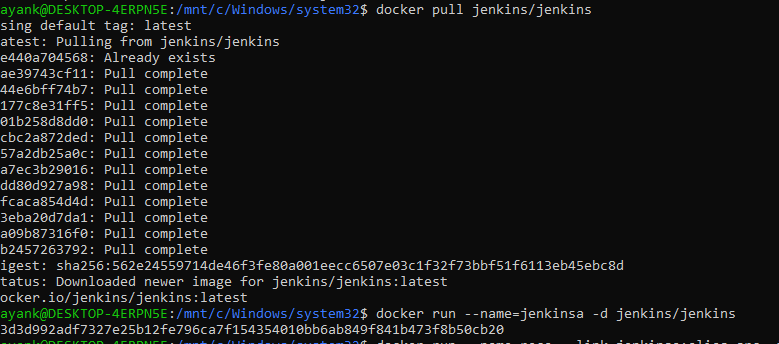 ayank@DESKTOP-4ERPN5E:/mnt/c/Windows/system32$ docker pull jenkins/jenkins
sing default tag: latest
atest: Pulling from jenkins/jenkins
e440a704568: Already exists
ae39743cf11: Pull complete
44e6bff74b7: Pull complete
177c8e31ff5: Pull complete
01b258d8dd0: Pull complete
cbc2a872ded: Pull complete
57a2db25a0c: Pull complete
a7ec3b29016: Pull complete
dd80d927a98: Pull complete
fcaca854d4d: Pull complete
3eba20d7da1: Pull complete
a09b87316f0: Pull complete
b2457263792: Pull complete
igest: sha256:562e24559714de46f3fe80a001eecc6507e03c1f32f73bbf51f6113eb45ebc8d
tatus: Downloaded newer image for jenkins/jenkins:latest
ocker.io/jenkins/jenkins:latest
ayank@DESKTOP-4ERPN5E:/mnt/c/Windows/system32$ docker run --name=jenkinsa -d jenkins/jenkins
3d3d992adf7327e25b12fe796ca7f154354010bb6ab849f841b473f8b50cb20